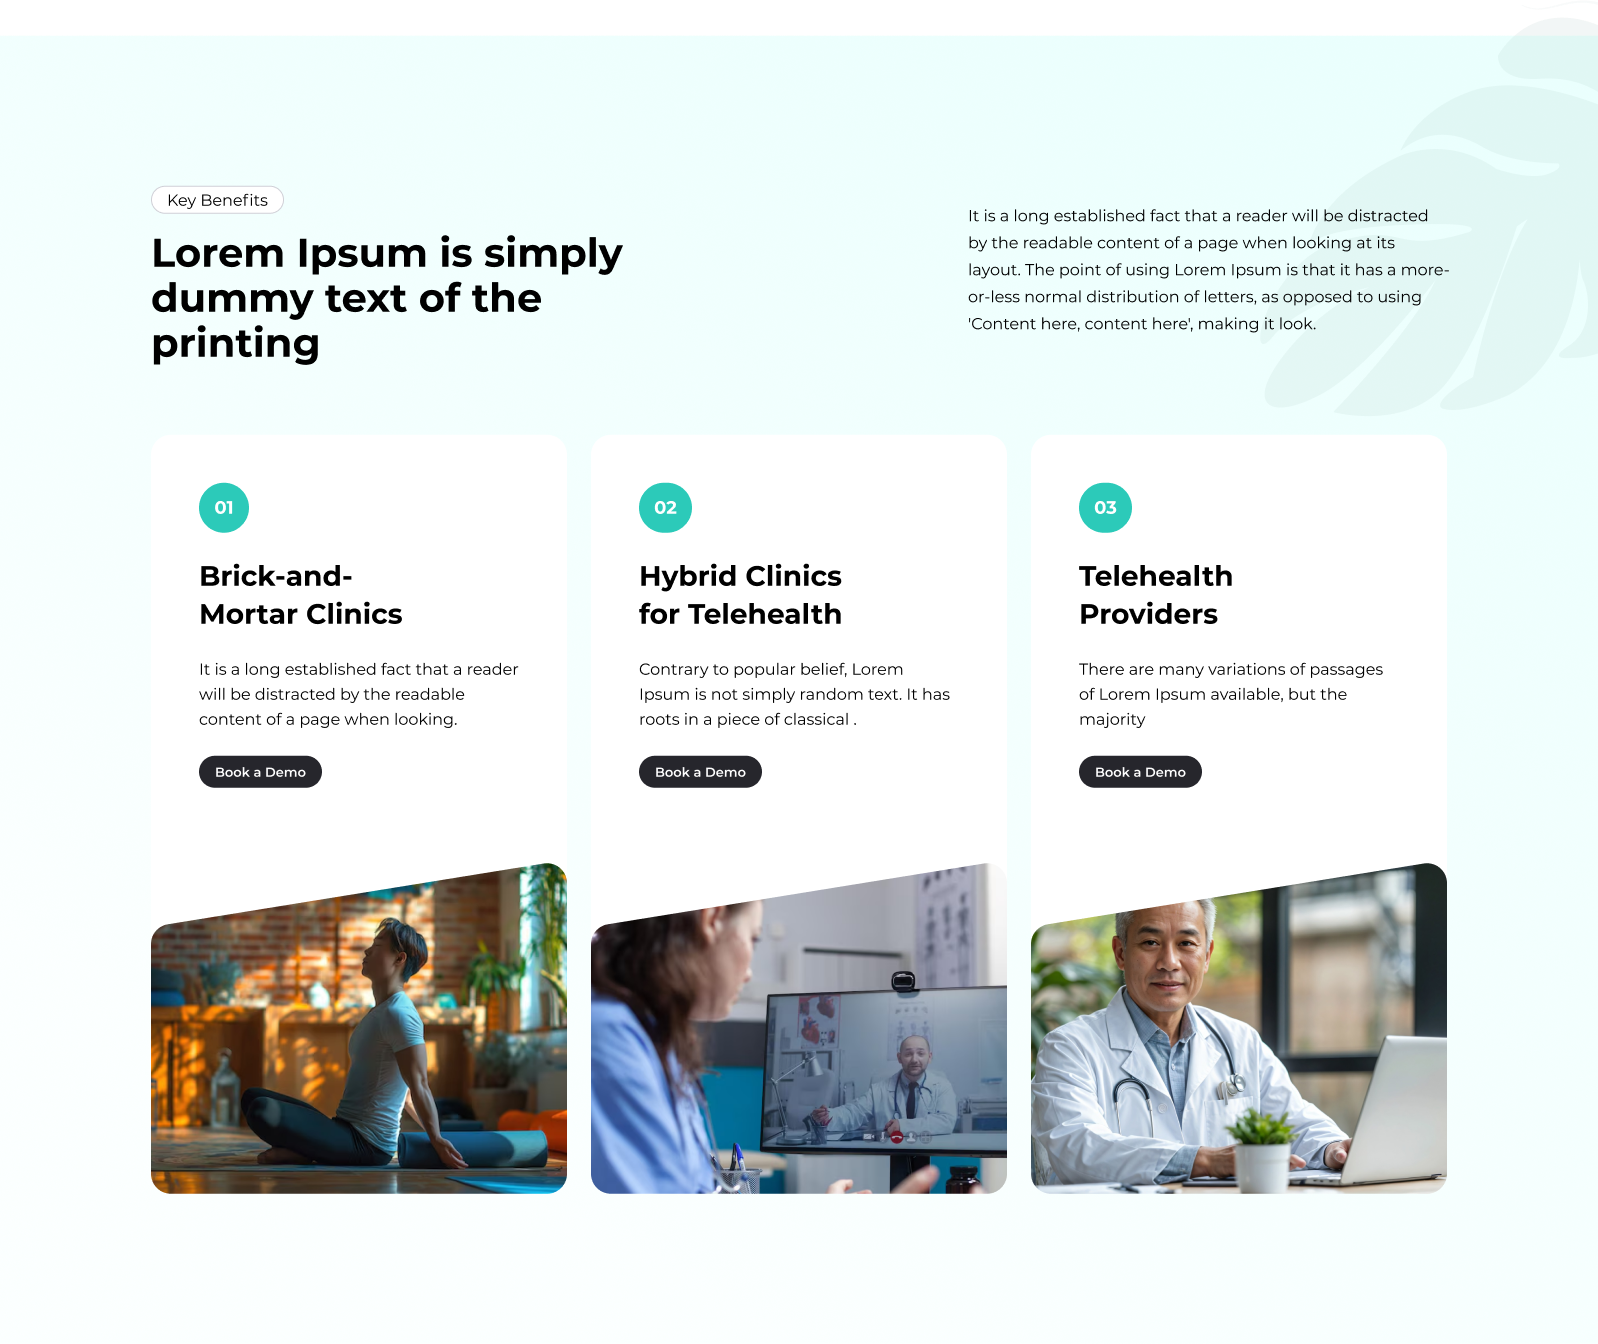 Key Benefits
Lorem Ipsum is simply
dummy text of the
printing
It is a long established fact that a reader will be distracted
by the readable content of a page when looking at its
layout. The point of using Lorem Ipsum is that it has a more-
or-less normal distribution of letters, as opposed to using
'Content here, content here', making it look.
01
Brick-and-
Mortar Clinics
It is a long established fact that a reader
will be distracted by the readable
content of a page when looking.
Book a Demo
02
Hybrid Clinics
for Telehealth
Contrary to popular belief, Lorem
Ipsum is not simply random text. It has
roots in a piece of classical .
Book a Demo
03
Telehealth
Providers
There are many variations of passages
of Lorem Ipsum available, but the
majority
Book a Demo